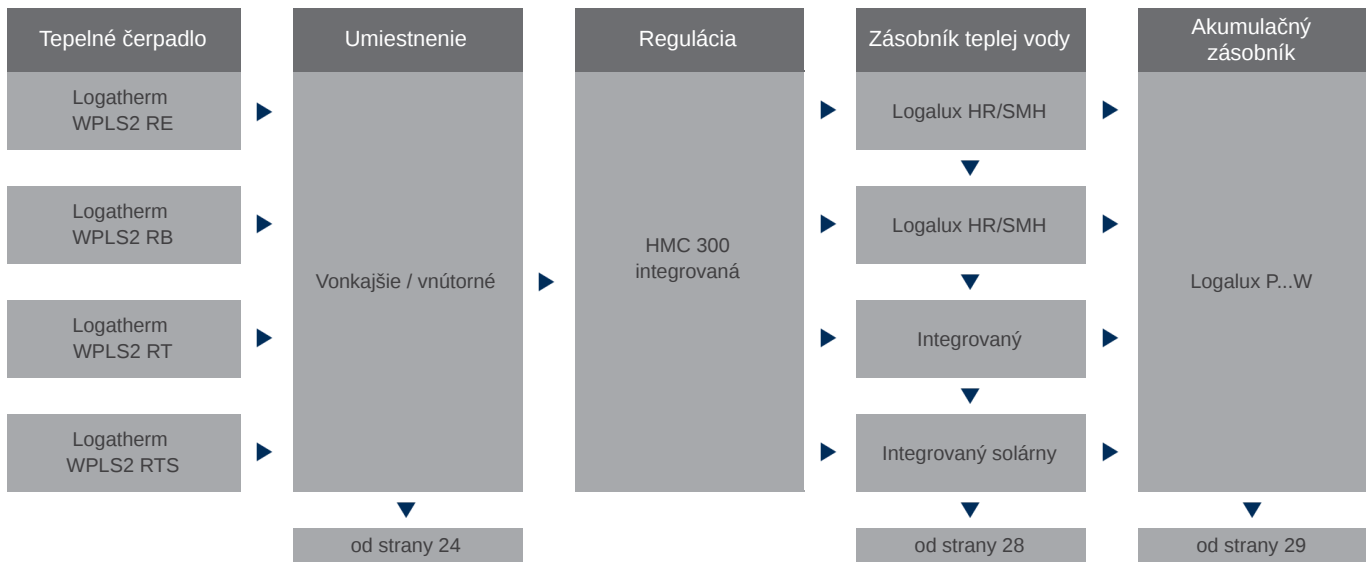 Tepelné čerpadlo
Umiestnenie
Regulácia
Zásobník teplej vody
Akumulačný
zásobník
Logatherm
WPLS2 RE
Logatherm
WPLS2 RB
Logatherm
WPLS2 RT
Logatherm
WPLS2 RTS
Vonkajšie / vnútorné
HMC 300
integrovaná
Logalux HR/SMH
Logalux HR/SMH
Integrovaný
Integrovaný solárny
Logalux P...W
od strany 24
od strany 28
od strany 29